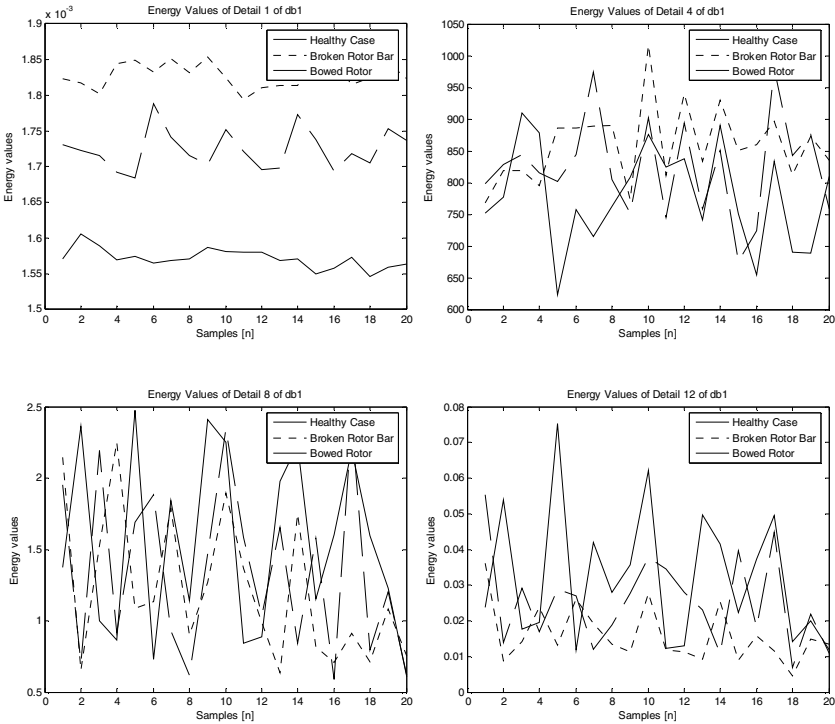 Energy Values of Detail 1 of db1
x 10 -3
1.9
1.85
1.8
1.75
1.7
1.65
1.6
1.55
1.5
Energy values
0 2 4 6 8 10 12 14 16 18 20
Samples [n]
Healthy Case
Broken Rotor Bar
Bowed Rotor
Energy Values of Detail 4 of db1
1050
1000
950
900
850
800
750
700
650
600
Energy values
0 2 4 6 8 10 12 14 16 18 20
Samples [n]
Healthy Case
Broken Rotor Bar
Bowed Rotor
Energy Values of Detail 8 of db1
2.5
2
1.5
1
0.5
Energy values
0 2 4 6 8 10 12 14 16 18 20
Samples [n]
Healthy Case
Broken Rotor Bar
Bowed Rotor
Energy Values of Detail 12 of db1
0.08
0.07
0.06
0.05
0.04
0.03
0.02
0.01
0
Energy values
0 2 4 6 8 10 12 14 16 18 20
Samples [n]
Healthy Case
Broken Rotor Bar
Bowed Rotor